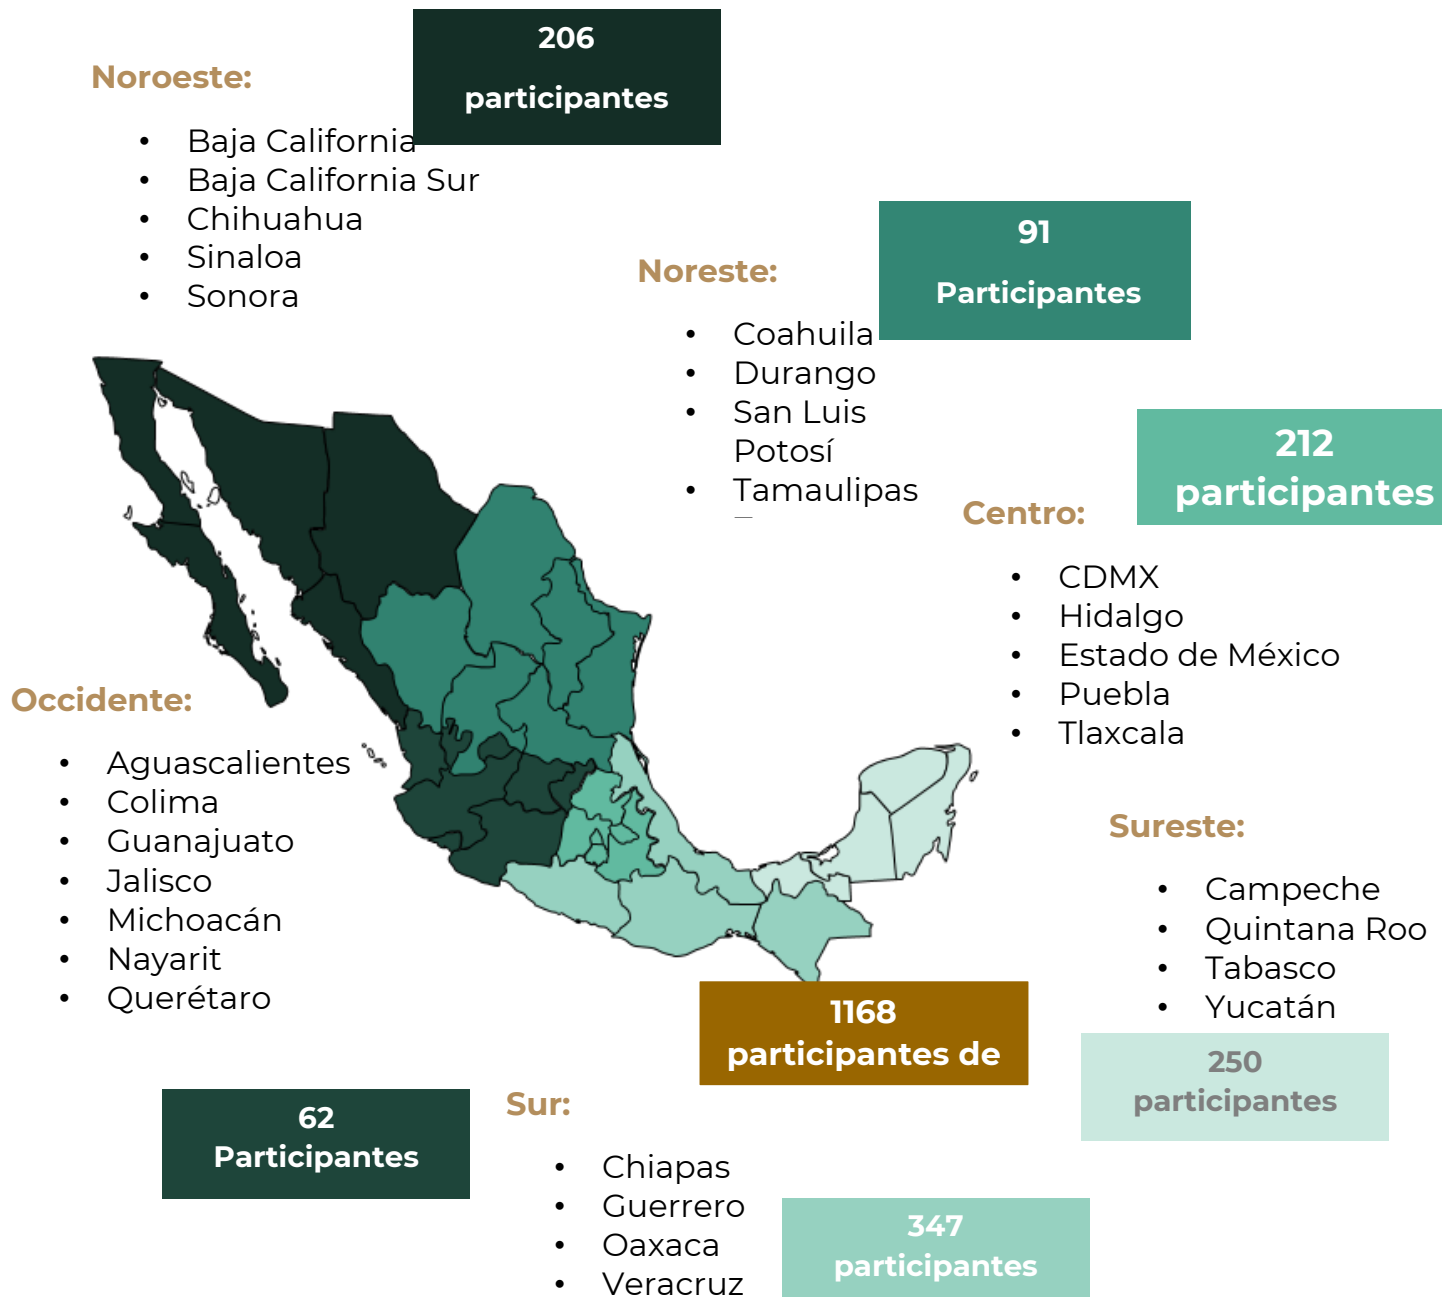 206
participantes
Noroeste:
• Baja California
• Baja California Sur
• Chihuahua
• Sinaloa
• Sonora
91
Participantes
Noreste:
• Coahuila
• Durango
• San Luis
Potosí
• Tamaulipas
212
participantes
Centro:
• CDMX
• Hidalgo
• Estado de México
• Puebla
• Tlaxcala
Occidente:
• Aguascalientes
• Colima
• Guanajuato
• Jalisco
• Michoacán
• Nayarit
• Querétaro
62
Participantes
Sureste:
• Campeche
• Quintana Roo
• Tabasco
• Yucatán
250
participantes
1168
participantes de
Sur:
• Chiapas
• Guerrero
• Oaxaca
• Veracruz
347
participantes